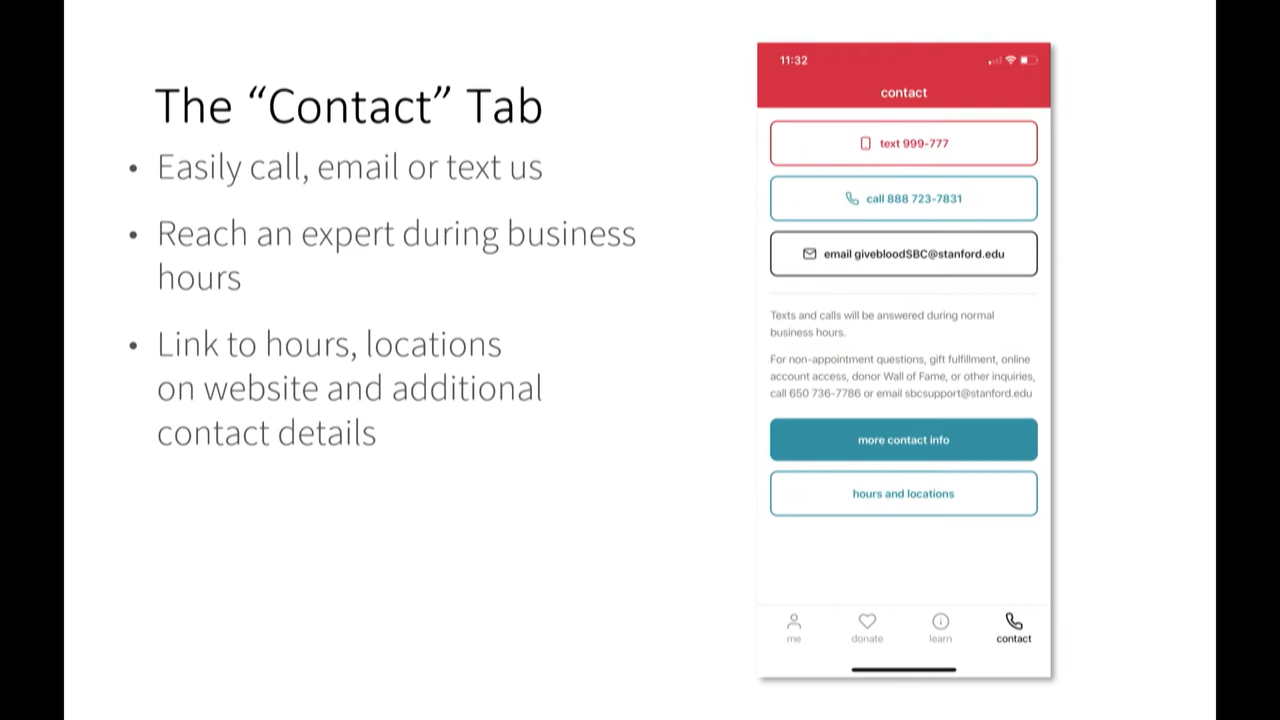 The “Contact” Tab
• Easily call, email or text us
• Reach an expert during business
hours
• Link to hours, locations
on website and additional
contact details
11:32
contact
text 999-777
call 888 723-7831
email givebloodSBC@stanford.edu
Texts and calls will be answered during normal
business hours.
For non-appointment questions, gift fulfillment, online
account access, donor Wall of Fame, or other inquiries,
call 650 736-7786 or email sbcsupport@stanford.edu
more contact info
hours and locations
me donate learn contact